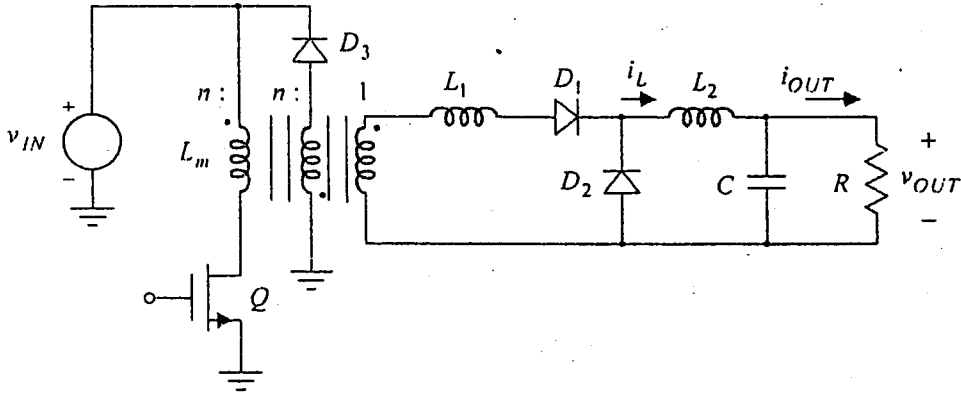 D3
n : n : 1 L1 D1 iL L2 iOUT
+
vIN Lm D2 C R vOUT
−
+
−
Q